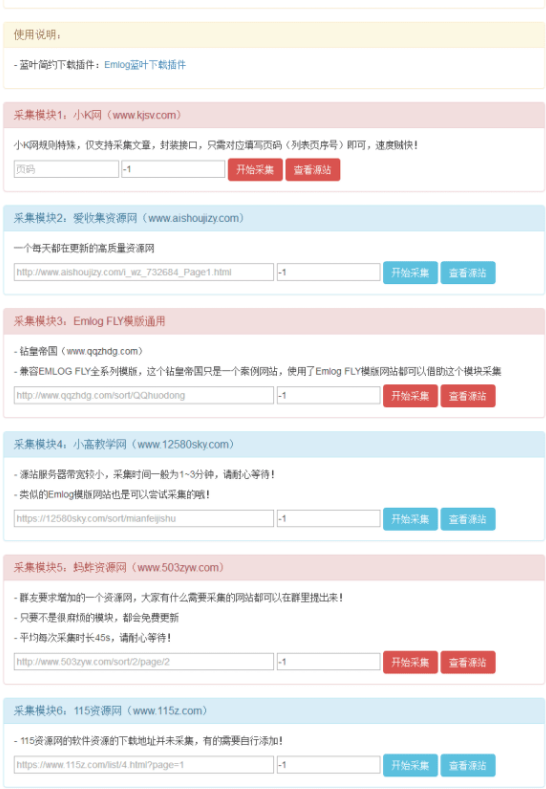 使用说明：
- 蓝叶简约下载插件：Emlog蓝叶下载插件
采集模块1：小K网（www.kjsv.com）
小K网规则特殊，仅支持采集文章，封装接口，只需对应填写页码（列表页序号）即可，速度贼快！
页码 -1 开始采集 查看源站
采集模块2：爱收集资源网（www.aishoujizy.com）
一个每天都在更新的高质量资源网
http://www.aishoujizy.com/i_wz_732684_Page1.html -1 开始采集 查看源站
采集模块3：Emlog FLY模版通用
- 钻皇帝国（www.qqzhdg.com）
- 兼容EMLOG FLY全系列模版，这个钻皇帝国只是一个案例网站，使用了Emlog FLY模版网站都可以借助这个模块采集
http://www.qqzhdg.com/sort/QQhuodong -1 开始采集 查看源站
采集模块4：小高教学网（www.12580sky.com）
- 源站服务器带宽较小，采集时间一般为1~3分钟，请耐心等待！
- 类似的Emlog模版网站也是可以尝试采集的哦！
https://12580sky.com/sort/mianfeijishu -1 开始采集 查看源站
采集模块5：蚂蚱资源网（www.503zyw.com）
- 群友要求增加的一个资源网，大家有什么需要采集的网站都可以在群里提出来！
- 只要不是很麻烦的模块，都会免费更新
- 平均每次采集时长45s，请耐心等待！
http://www.503zyw.com/sort/2/page/2 -1 开始采集 查看源站
采集模块6：115资源网（www.115z.com）
- 115资源网的软件资源的下载地址并未采集，有的需要自行添加！
https://www.115z.com/list/4.html?page=1 -1 开始采集 查看源站